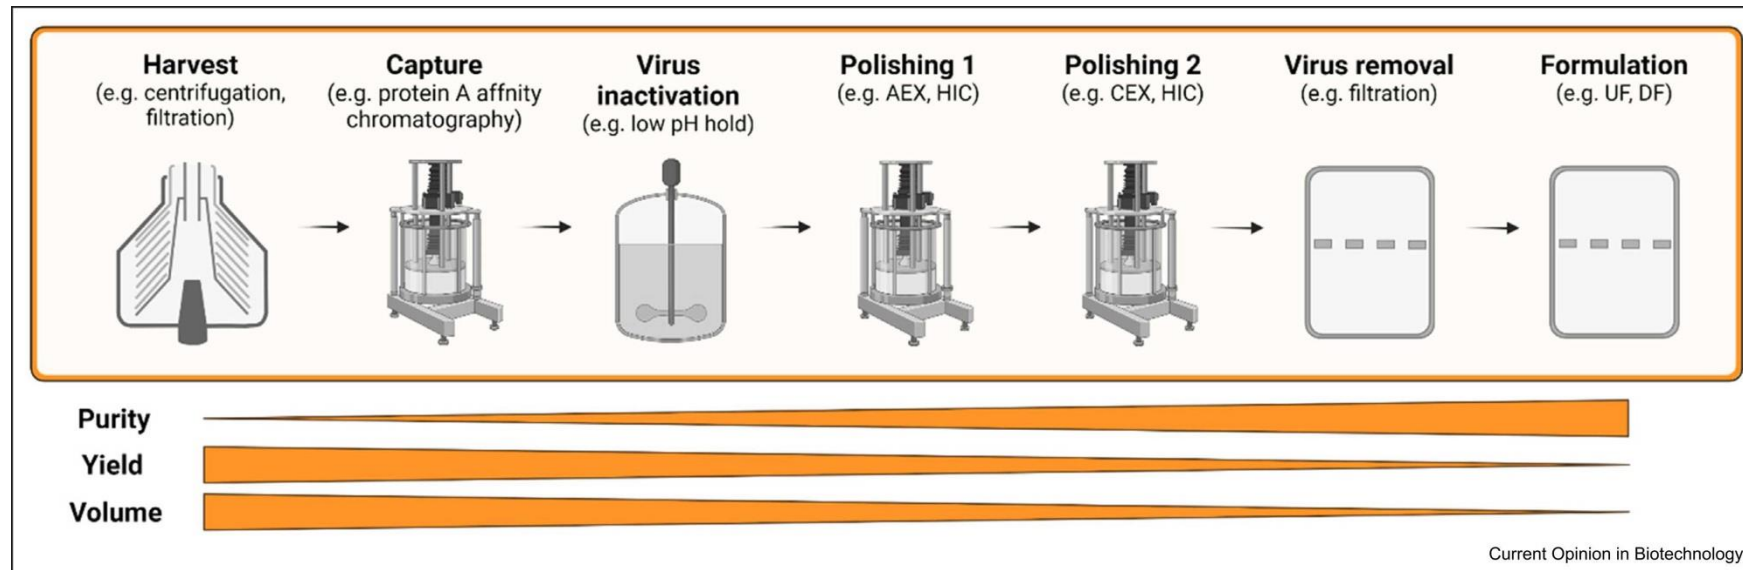 Harvest
(e.g. centrifugation,
filtration)
Capture
(e.g. protein A affnity
chromatography)
Virus
inactivation
(e.g. low pH hold)
Polishing 1
(e.g. AEX, HIC)
Polishing 2
(e.g. CEX, HIC)
Virus removal
(e.g. filtration)
Formulation
(e.g. UF, DF)
Purity
Yield
Volume
Current Opinion in Biotechnology